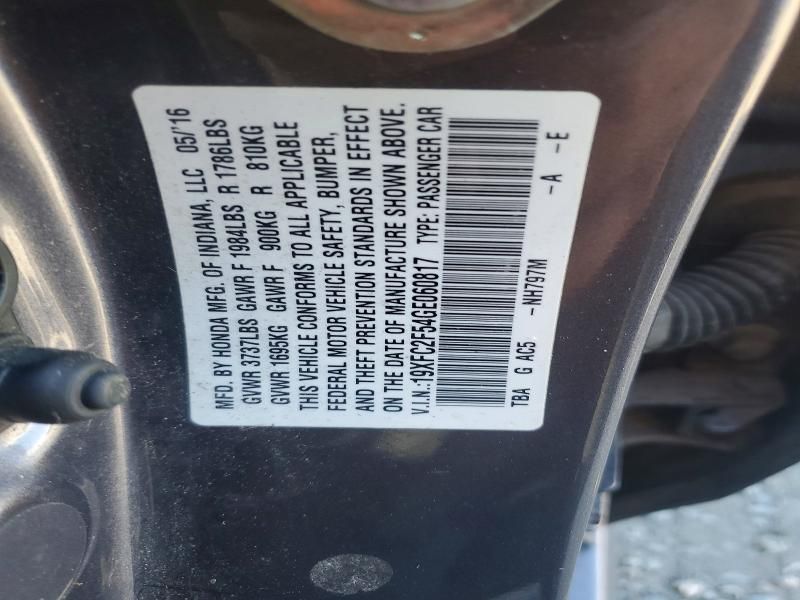 MFD. BY HONDA MFG. OF INDIANA, LLC 05/'16
GVWR 3737LBS GAWR F 1984LBS R 1786LBS
GVWR 1695KG GAWR F 900KG R 810KG
THIS VEHICLE CONFORMS TO ALL APPLICABLE
FEDERAL MOTOR VEHICLE SAFETY, BUMPER,
AND THEFT PREVENTION STANDARDS IN EFFECT
ON THE DATE OF MANUFACTURE SHOWN ABOVE.
V.I.N.:19XFC2F54GE060817 TYPE: PASSENGER CAR
TBA G AC5 -NH797M -A -E